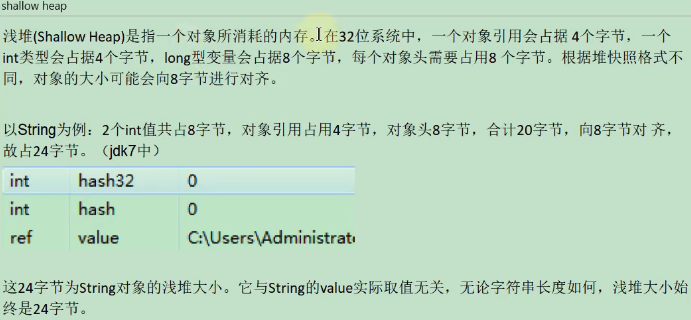 shallow heap
浅堆(Shallow Heap)是指一个对象所消耗的内存。在32位系统中，一个对象引用会占据 4个字节，一个
int类型会占据4个字节，long型变量会占据8个字节，每个对象头需要占用8 个字节。根据堆快照格式不
同，对象的大小可能会向8字节进行对齐。
以String为例：2个int值共占8字节，对象引用占用4字节，对象头8字节，合计20字节，向8字节对 齐，
故占24字节。（jdk7中）
int hash32 0
int hash 0
ref value C:\Users\Administrat
这24字节为String对象的浅堆大小。它与String的value实际取值无关，无论字符串长度如何，浅堆大小始
终是24字节。